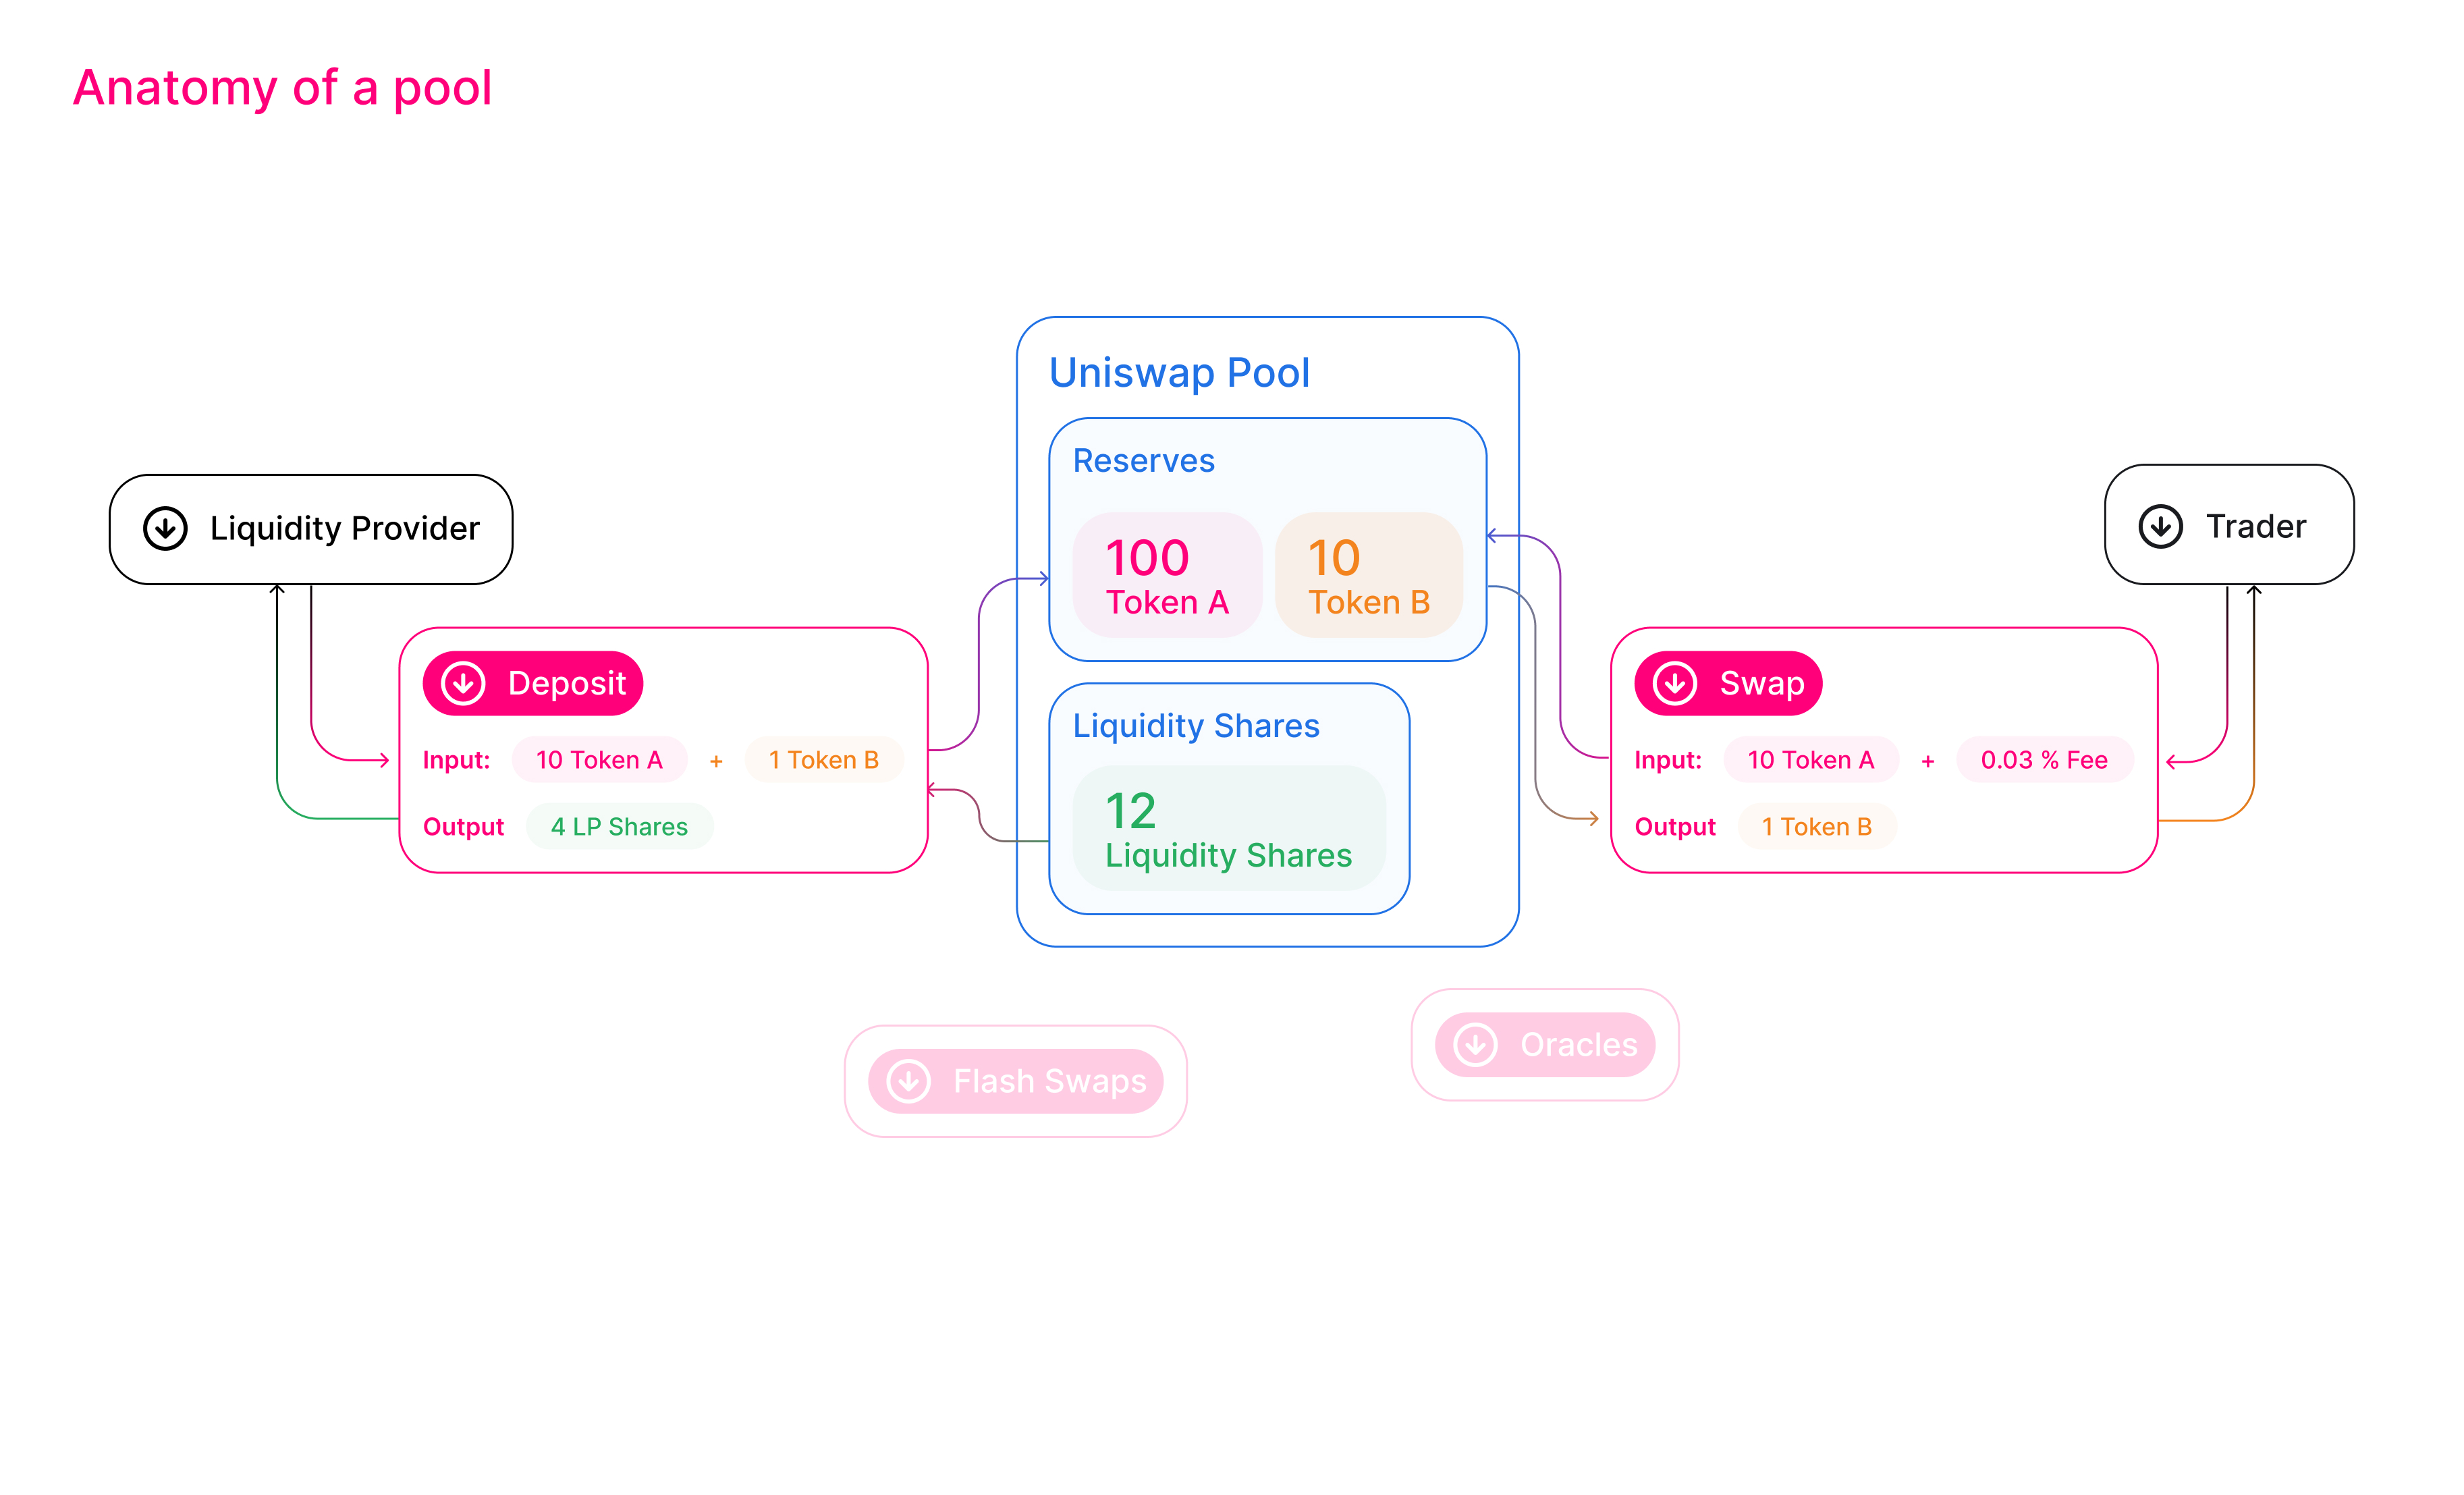 Anatomy of a pool
Uniswap Pool
Reserves
100
Token A
10
Token B
Liquidity Shares
12
Liquidity Shares
Liquidity Provider
Deposit
Input: 10 Token A + 1 Token B
Output 4 LP Shares
Trader
Swap
Input: 10 Token A + 0.03 % Fee
Output 1 Token B
Flash Swaps
Oracles